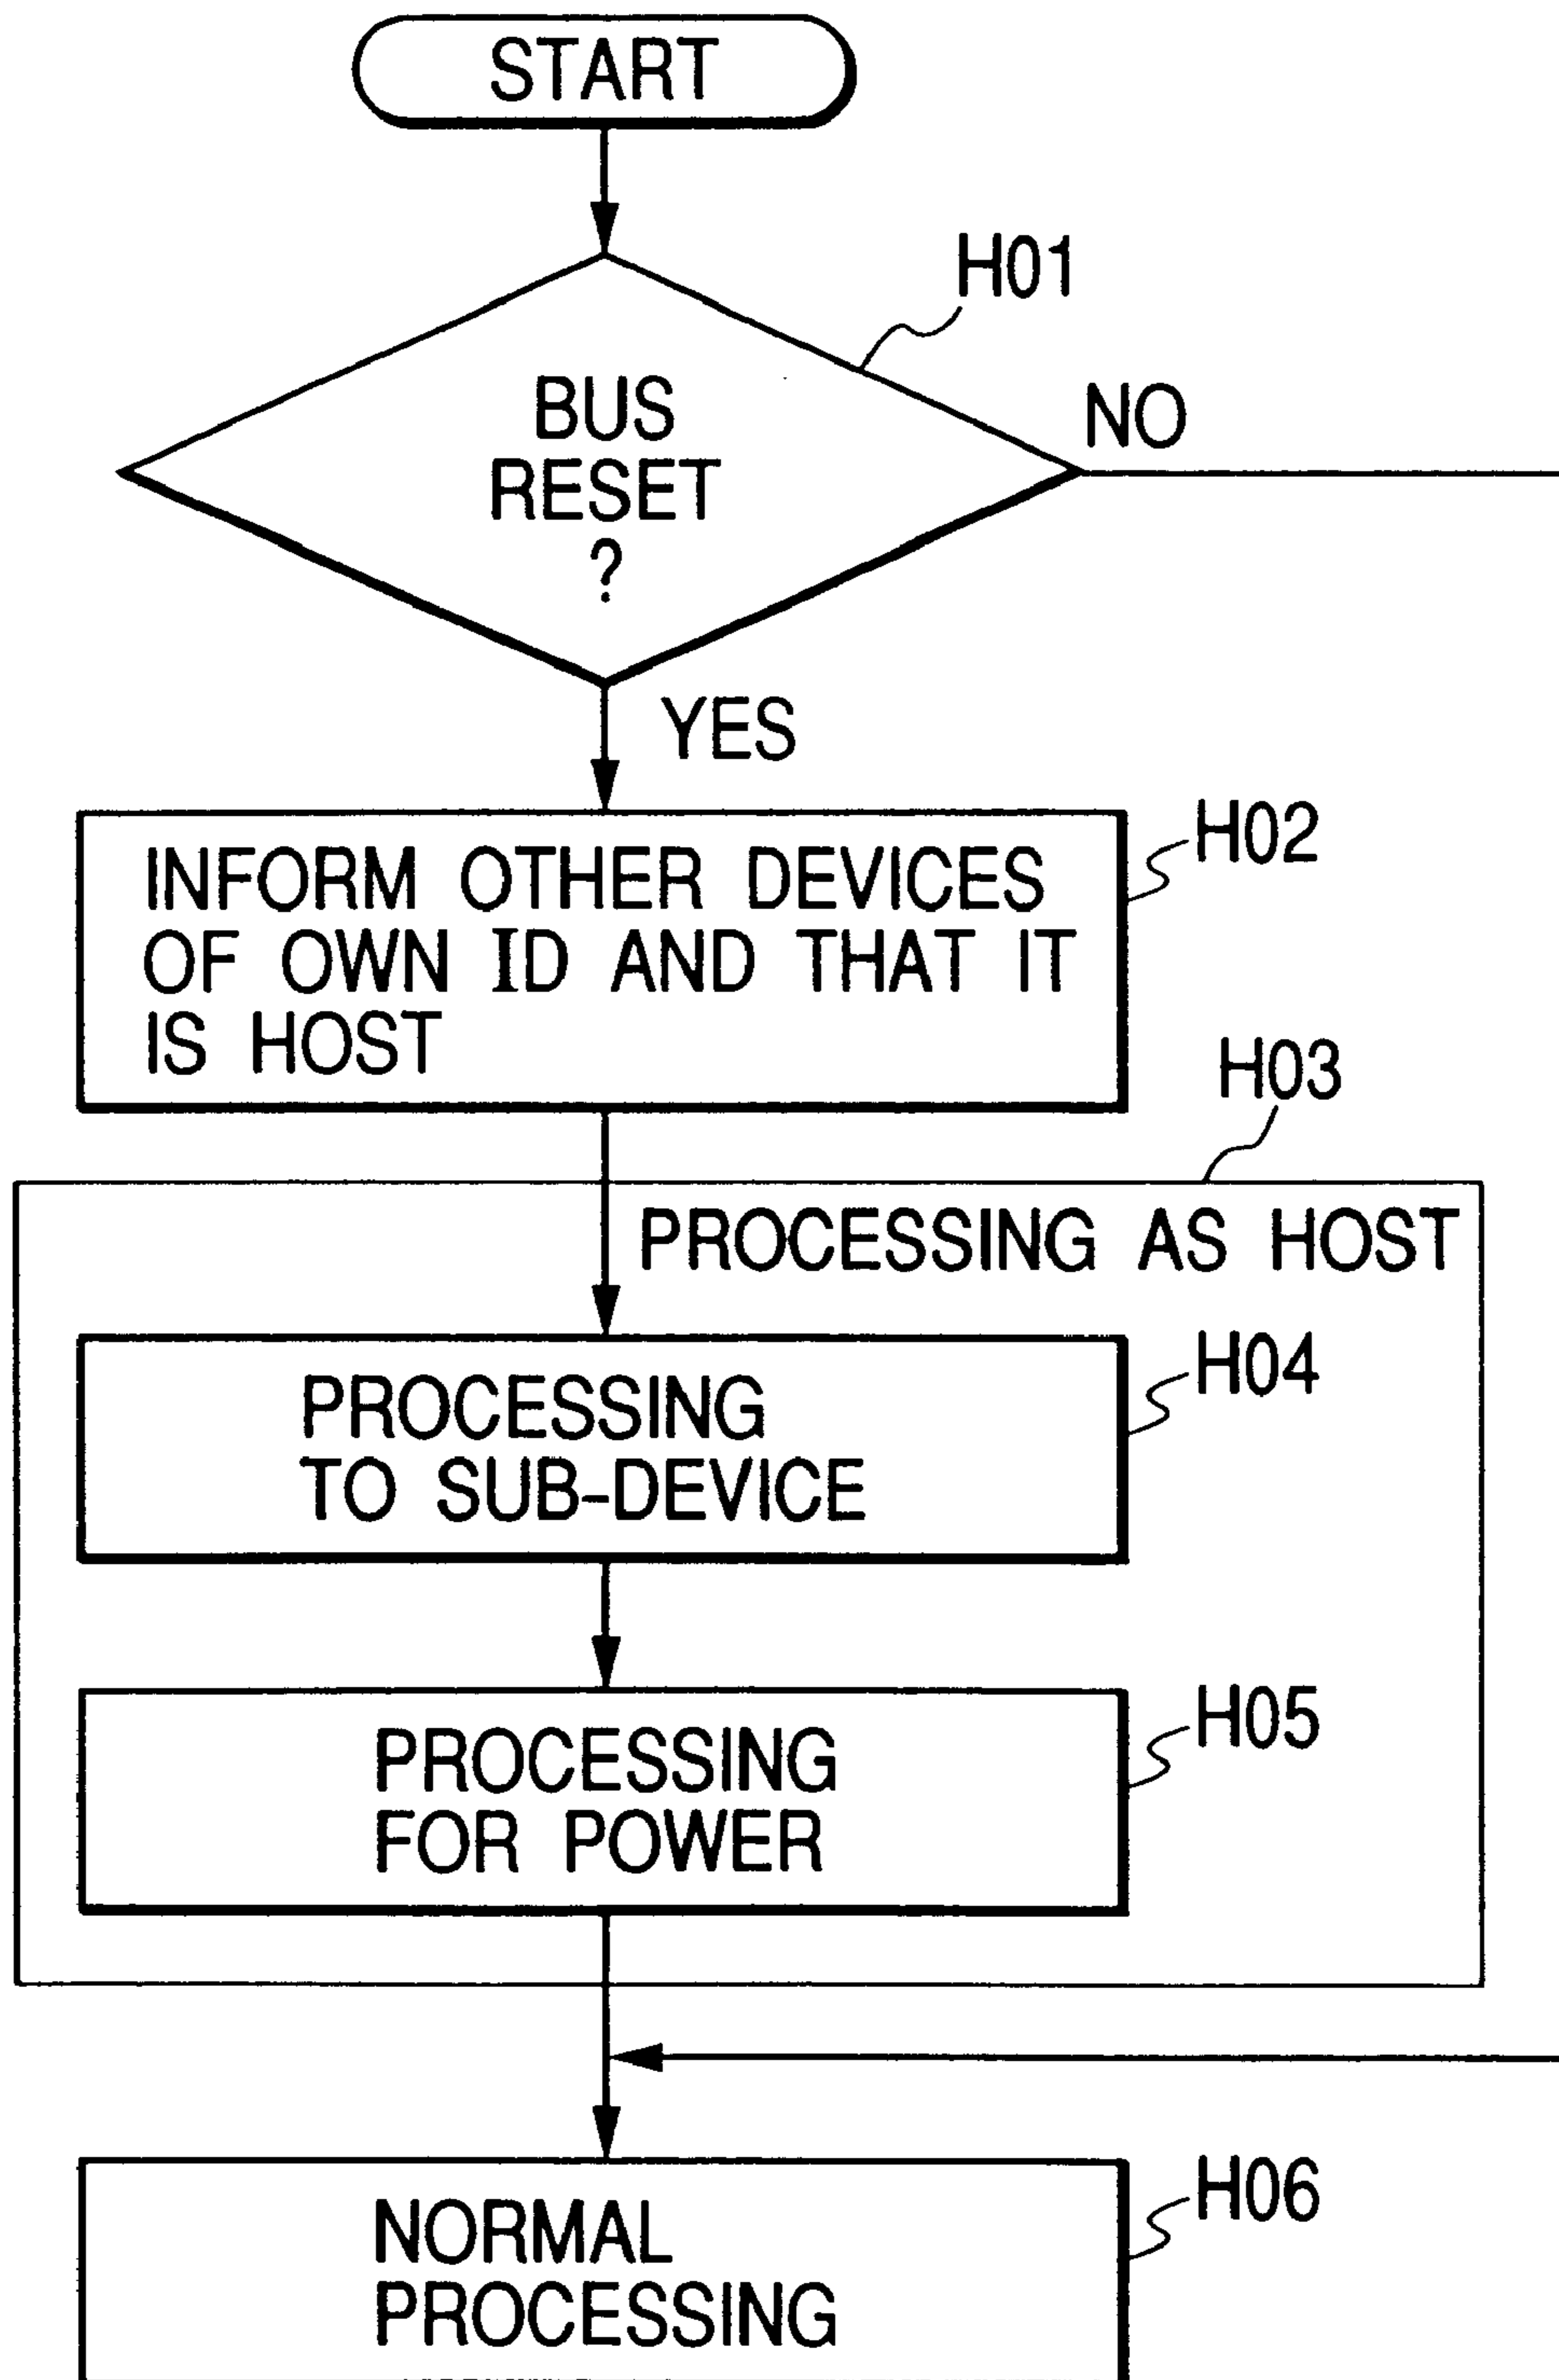 START
H01
BUS
RESET
?
NO
YES
H02
INFORM OTHER DEVICES
OF OWN ID AND THAT IT
IS HOST
H03
PROCESSING AS HOST
H04
PROCESSING
TO SUB-DEVICE
H05
PROCESSING
FOR POWER
H06
NORMAL
PROCESSING